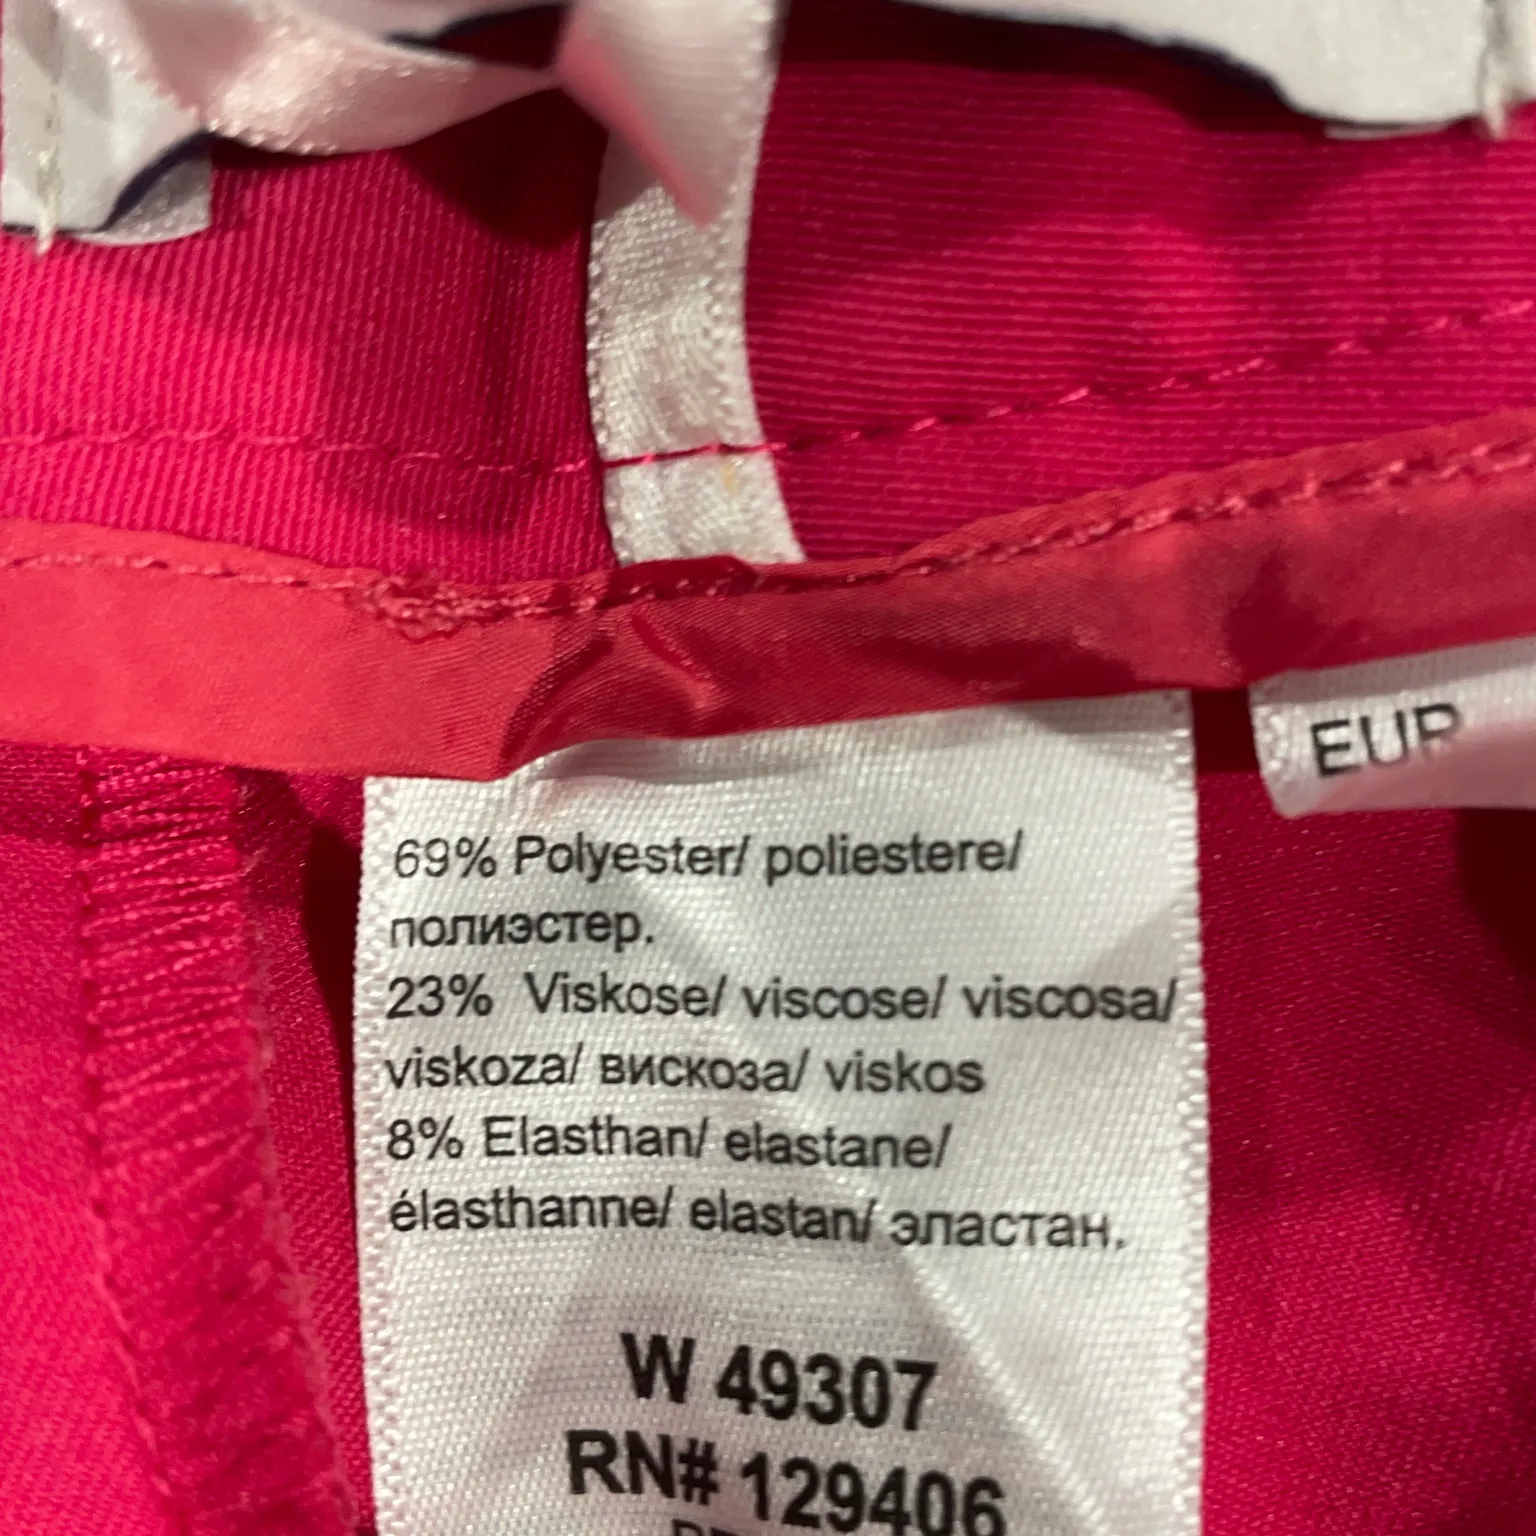 EUR
69% Polyester/ poliestere/
полиэстер.
23% Viskose/ viscose/ viscosa/
viskoza/ вискоза/ viskos
8% Elasthan/ elastane/
élasthanne/ elastan/ эластан.
W 49307
RN# 129406